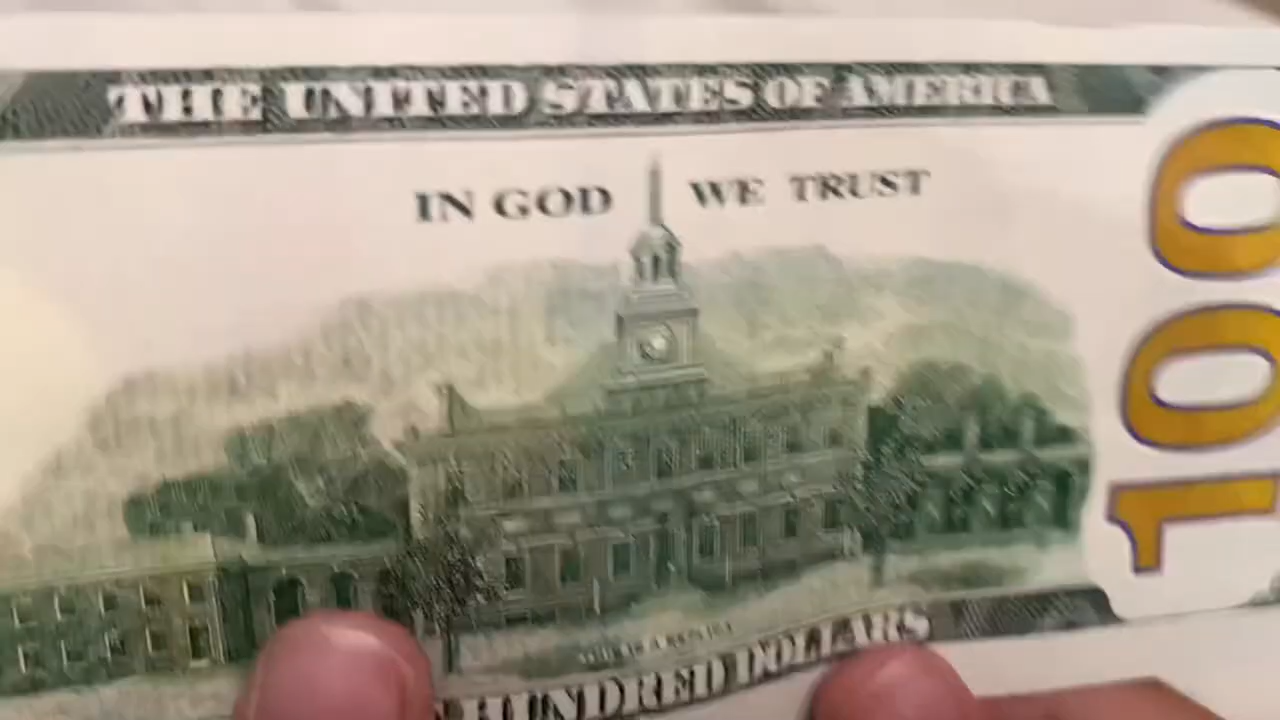 THE UNITED STATES OF AMERICA
IN GOD WE TRUST
100
HUNDRED DOLLARS